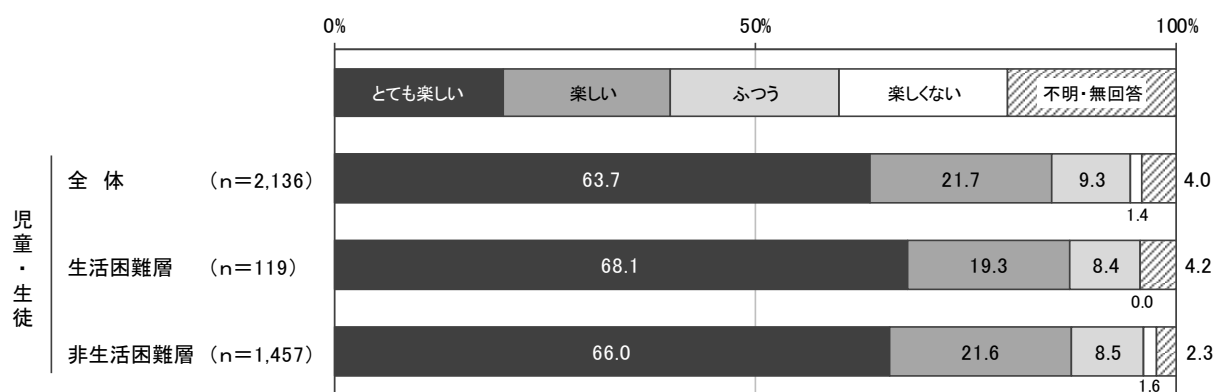 0% 50% 100%
とても楽しい 楽しい ふつう 楽しくない 不明・無回答
児童・生徒
全 体 (n=2,136) 63.7 21.7 9.3 4.0
1.4
生活困難層 (n=119) 68.1 19.3 8.4 4.2
0.0
非生活困難層 (n=1,457) 66.0 21.6 8.5 2.3
1.6